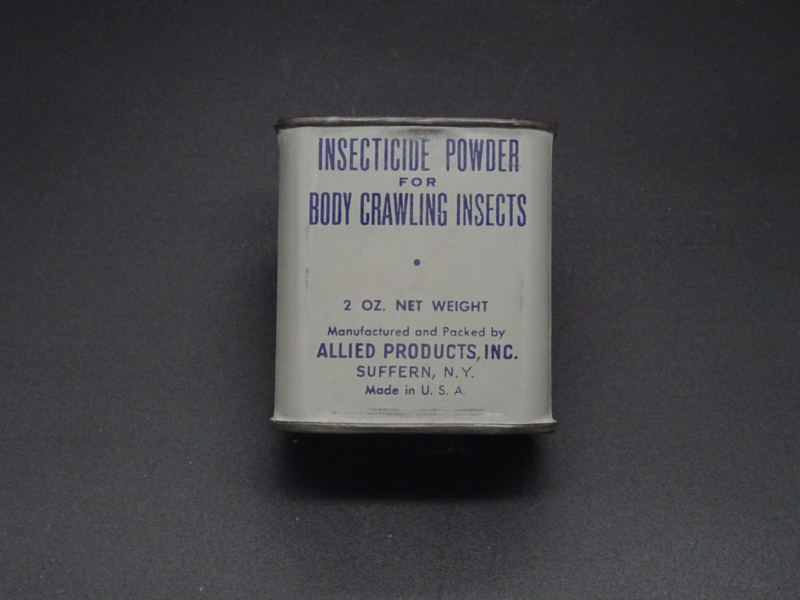 INSECTICIDE POWDER
FOR
BODY CRAWLING INSECTS
•
2 OZ. NET WEIGHT
Manufactured and Packed by
ALLIED PRODUCTS, INC.
SUFFERN, N.Y.
Made in U. S. A.